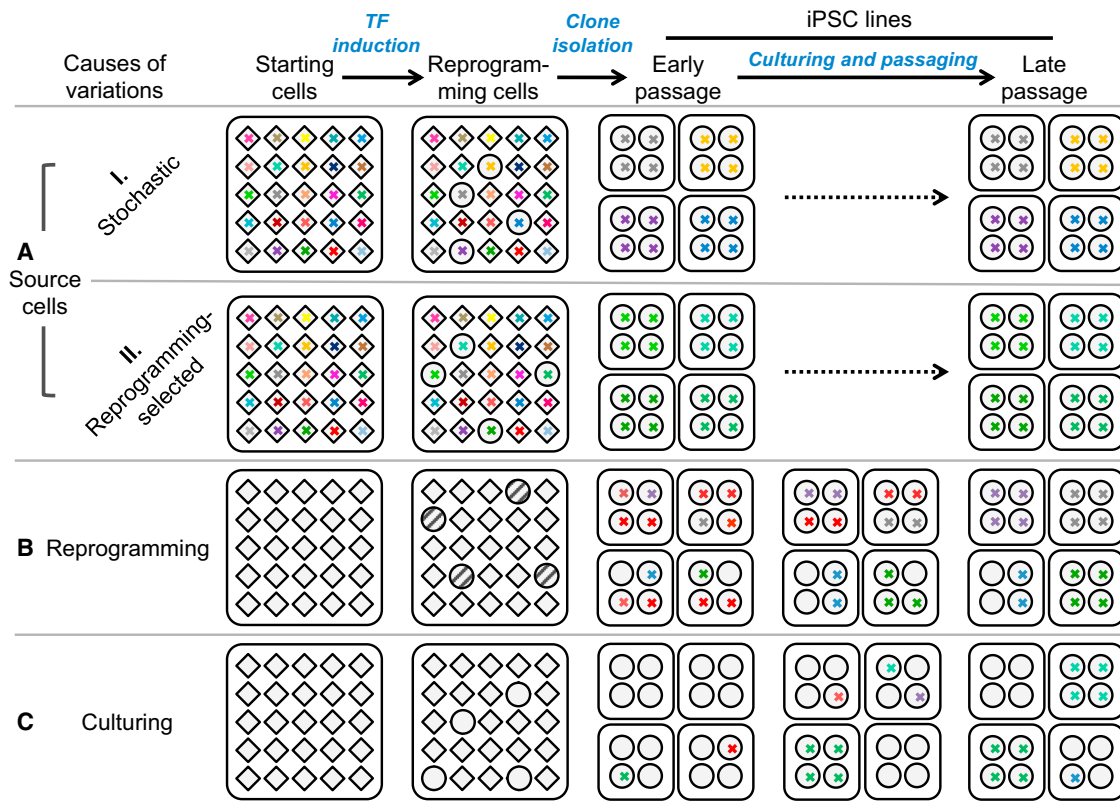 TF
induction
Clone
isolation
iPSC lines
Culturing and passaging
Causes of
variations
Starting
cells
Reprogram-
ming cells
Early
passage
Late
passage
A
Source
cells
I.
Stochastic
II.
Reprogramming-
selected
B Reprogramming
C Culturing